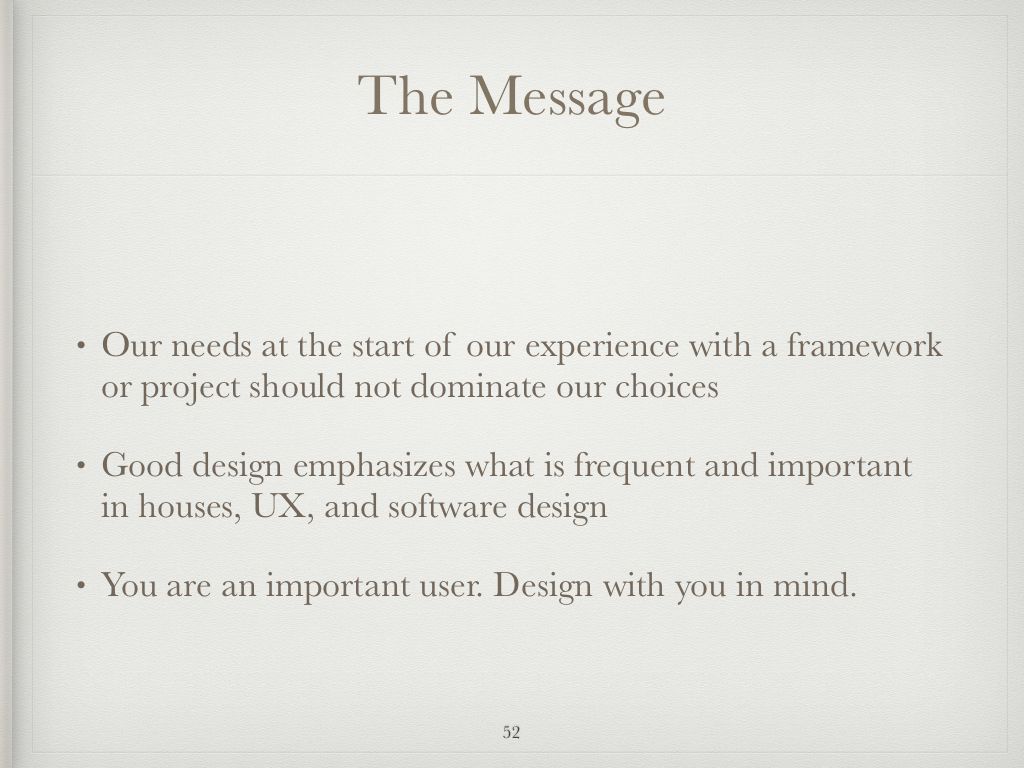 The Message
• Our needs at the start of our experience with a framework
or project should not dominate our choices
• Good design emphasizes what is frequent and important
in houses, UX, and software design
• You are an important user. Design with you in mind.
52